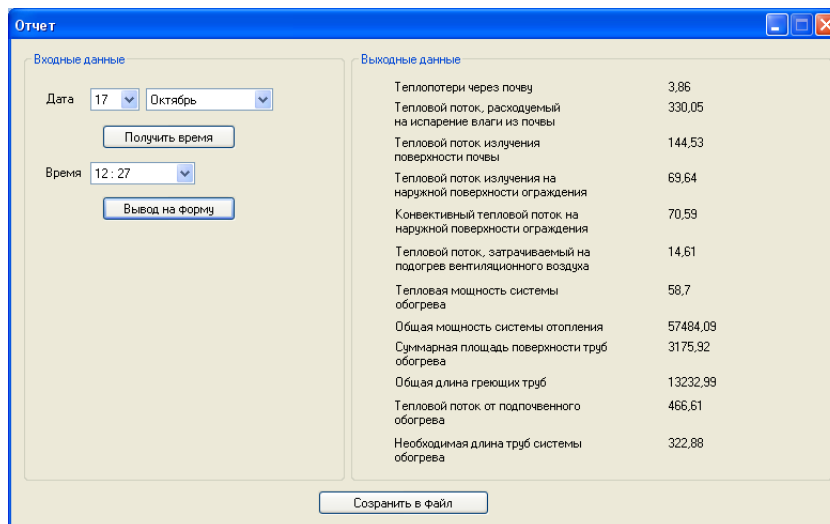 Отчет
Входные данные
Дата 17 Октябрь
Получить время
Время 12 : 27
Вывод на форму
Выходные данные
Теплопотери через почву 3,86
Тепловой поток, расходуемый 330,05
на испарение влаги из почвы
Тепловой поток излучения 144,53
поверхности почвы
Тепловой поток излучения на 69,64
наружной поверхности ограждения
Конвективный тепловой поток на 70,59
наружной поверхности ограждения
Тепловой поток, затрачиваемый на 14,61
подогрев вентиляционного воздуха
Тепловая мощность системы 58,7
обогрева
Общая мощность системы отопления 57484,09
Суммарная площадь поверхности труб 3175,92
обогрева
Общая длина греющих труб 13232,99
Тепловой поток от подпочвенного 466,61
обогрева
Необходимая длина труб системы 322,88
обогрева
Созранить в файл